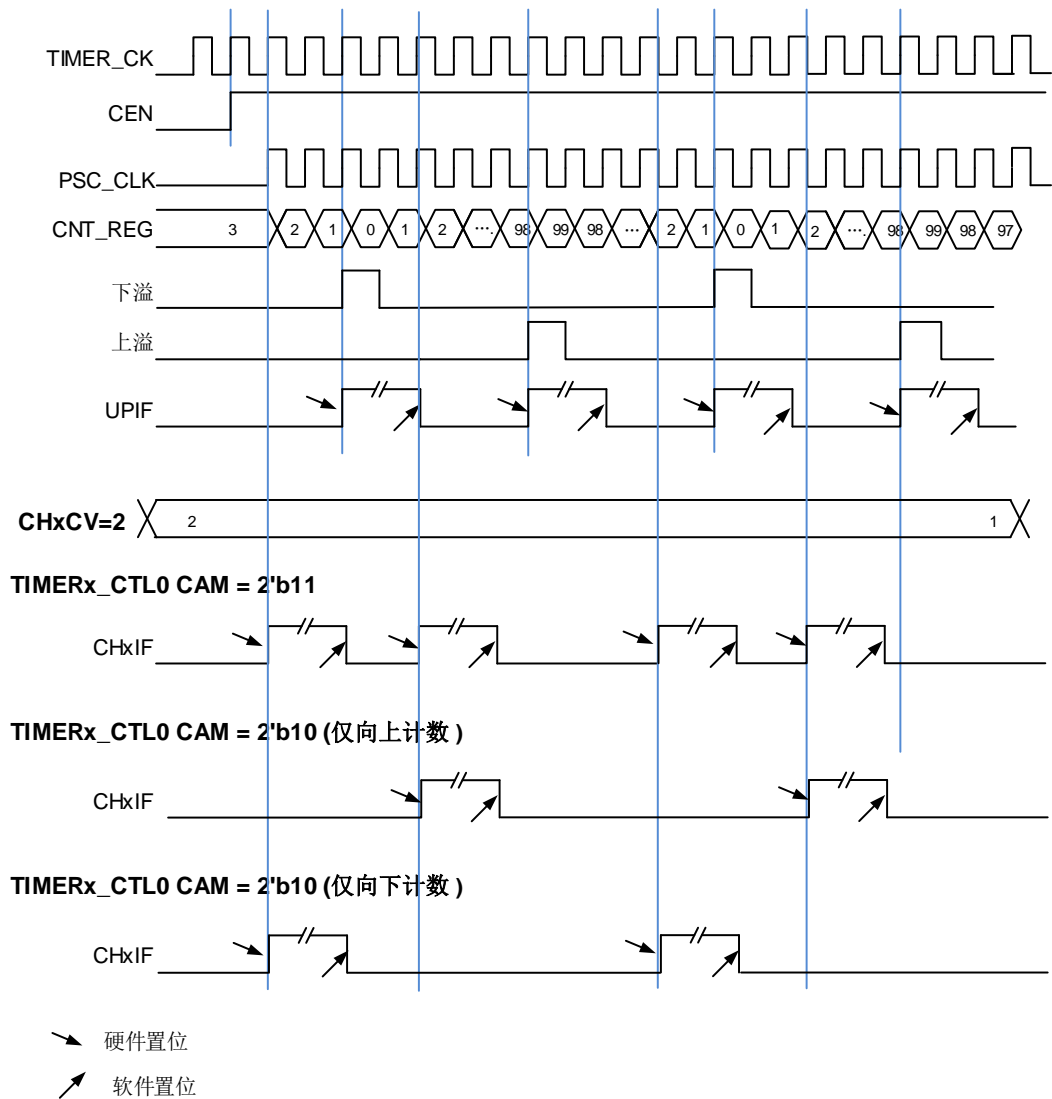 TIMER_CK
CEN
PSC_CLK
CNT_REG 3 2 1 0 1 2 ···. 98 99 98 ··· 2 1 0 1 2 ···. 98 99 98 97
下溢
上溢
UPIF
CHxCV=2 2 1
TIMERx_CTL0 CAM = 2'b11
CHxIF
TIMERx_CTL0 CAM = 2'b10 (仅向上计数 )
CHxIF
TIMERx_CTL0 CAM = 2'b10 (仅向下计数 )
CHxIF
硬件置位
软件置位